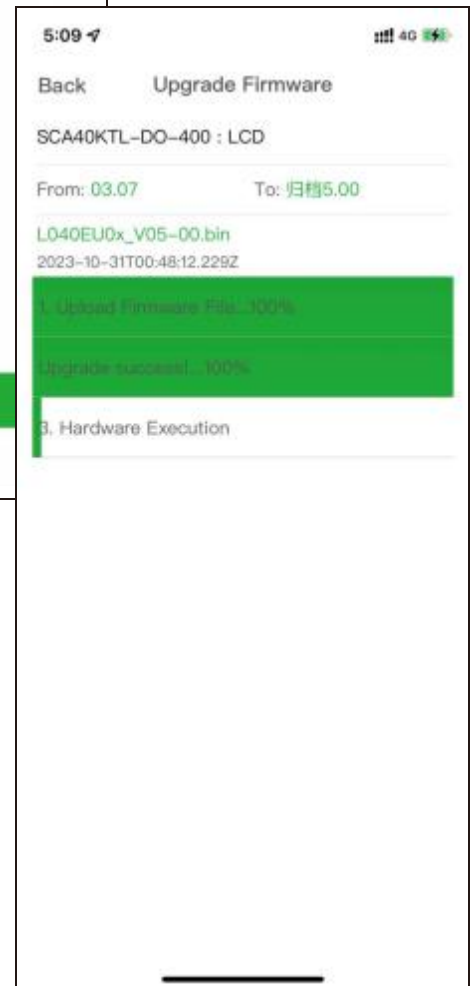 5:09 4G
Back Upgrade Firmware
SCA40KTL-DO-400 : LCD
From: 03.07 To: 归档5.00
L040EU0x_V05-00.bin
2023-10-31T00:48:12.229Z
1. Upload Firmware File...100%
Upgrade success!...100%
3. Hardware Execution